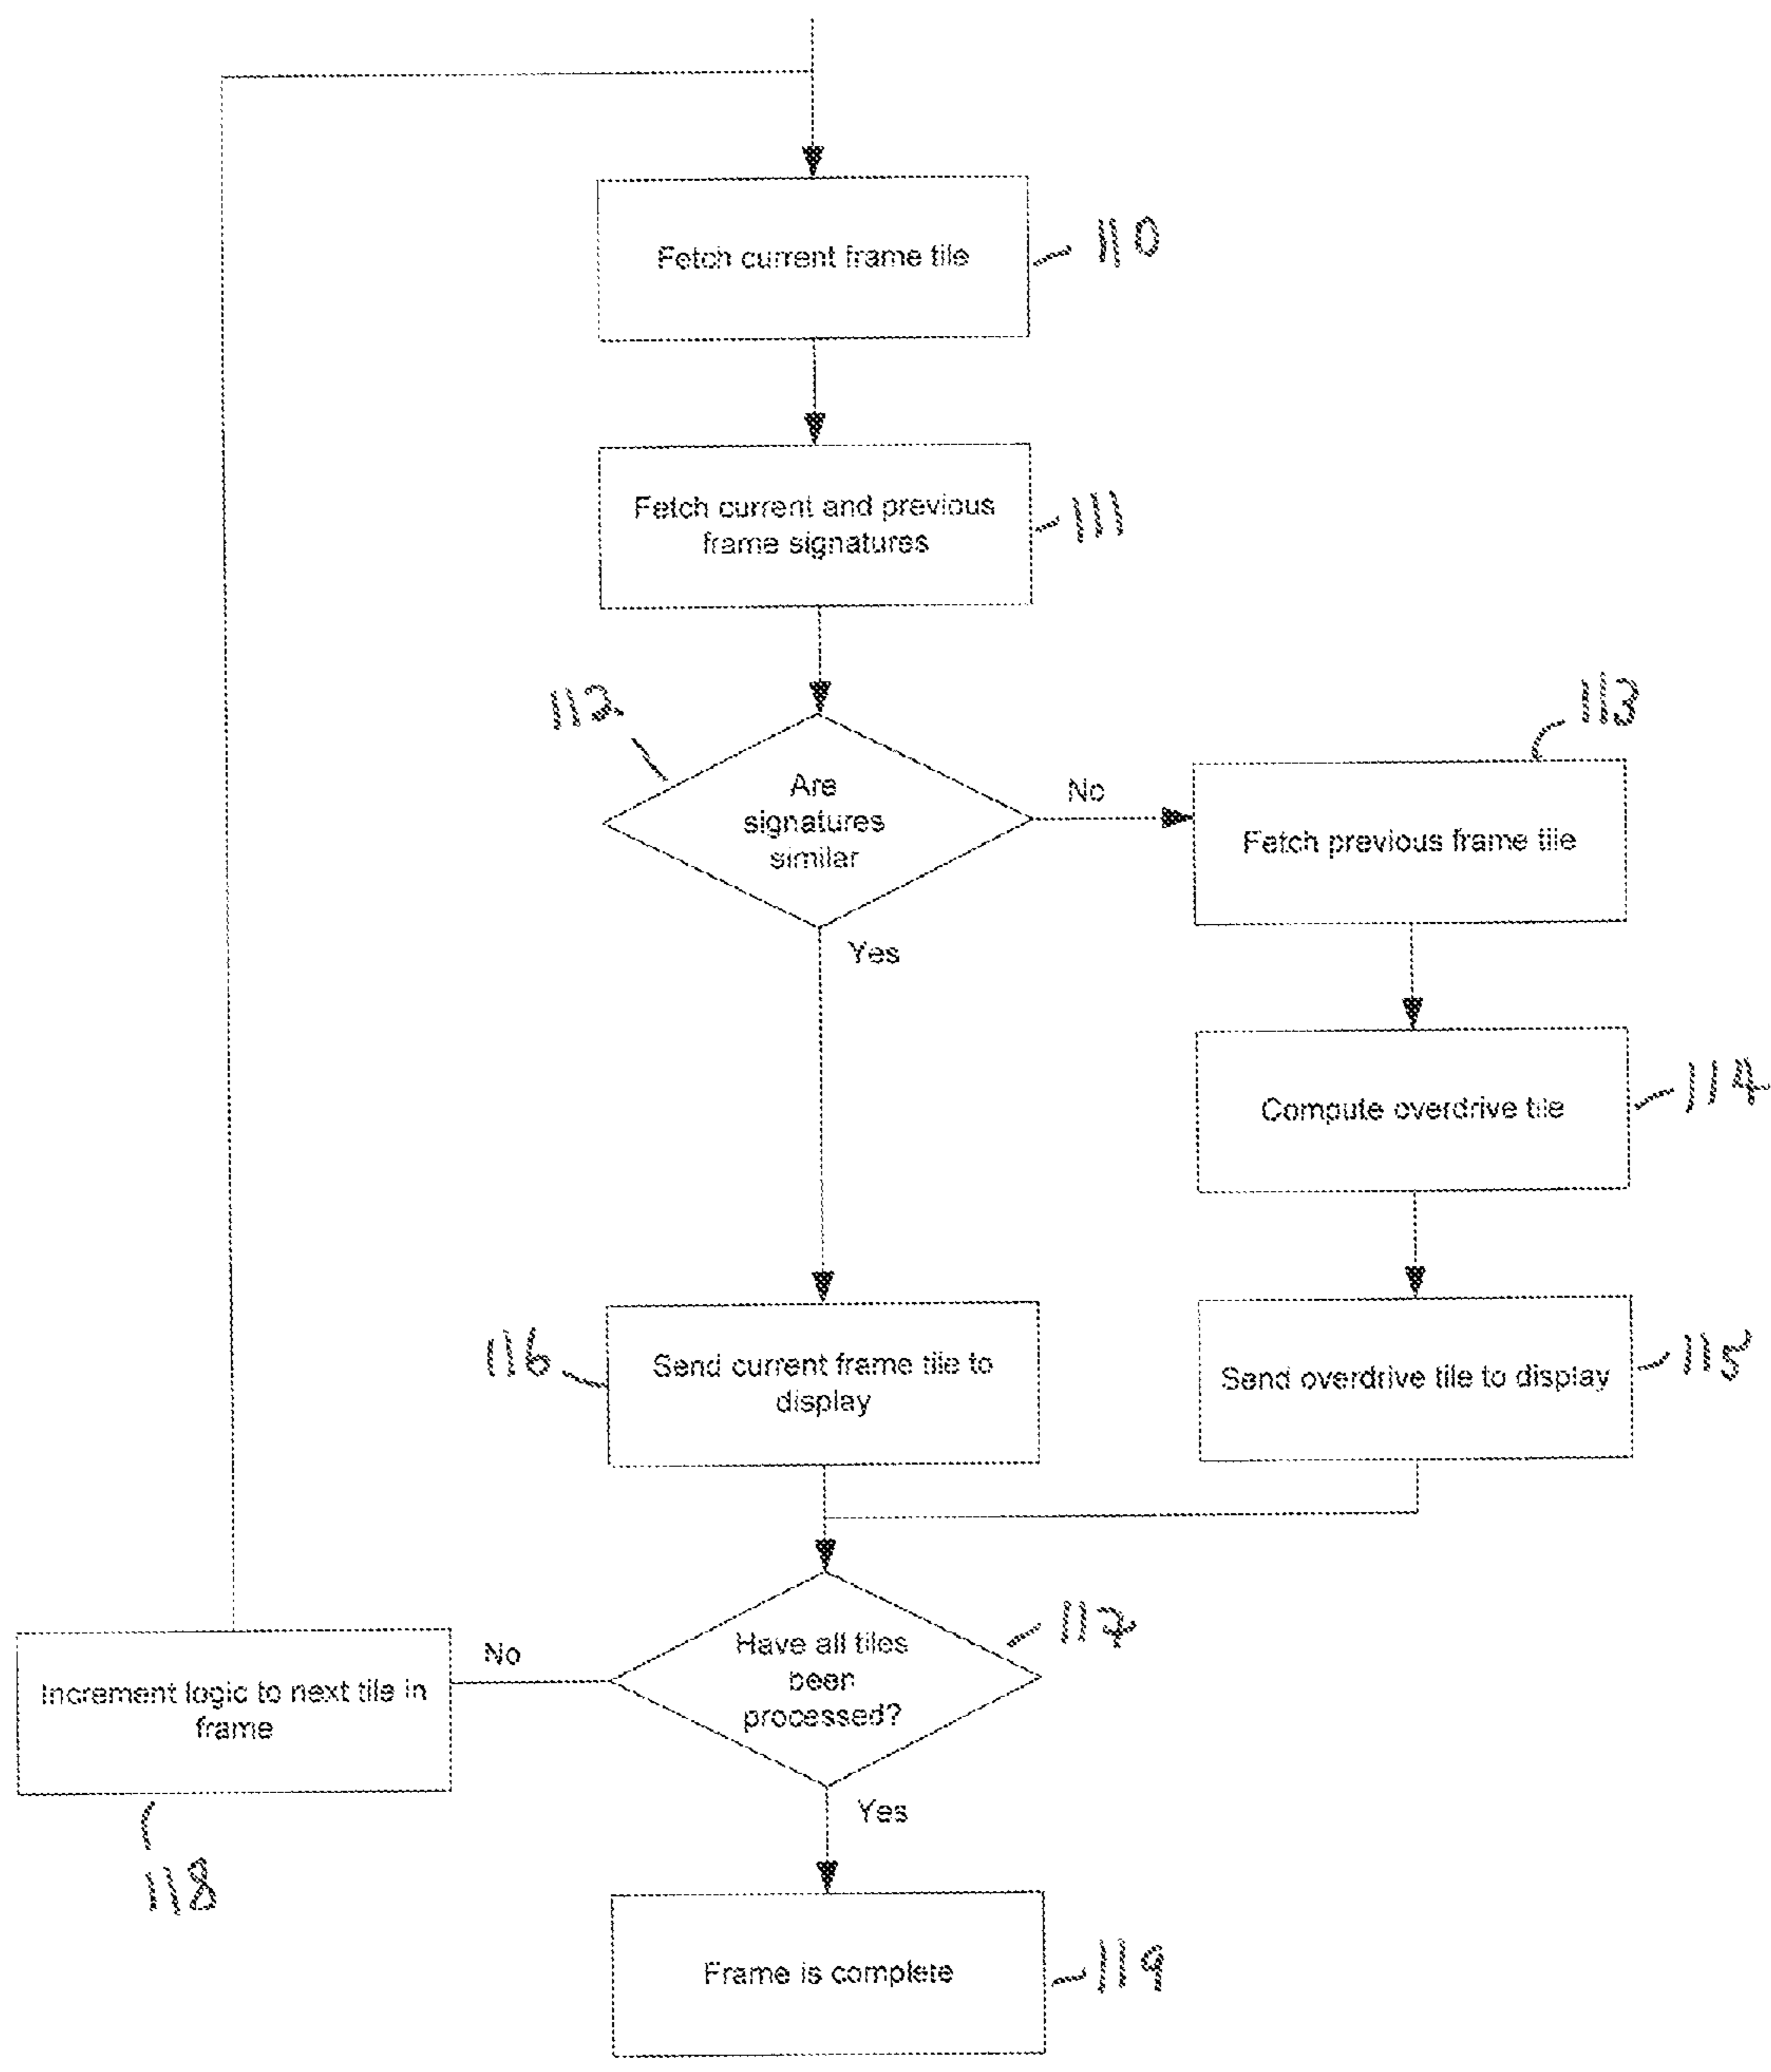 Fetch current frame tile
110
Fetch current and previous
frame signatures
111
112
Are
signatures
similar
No
Yes
113
Fetch previous frame tile
Compute overdrive tile
114
116
Send current frame tile to
display
Send overdrive tile to display
115
Have all tiles
been
processed?
117
No
Yes
Increment logic to next tile in
frame
118
Frame is complete
119